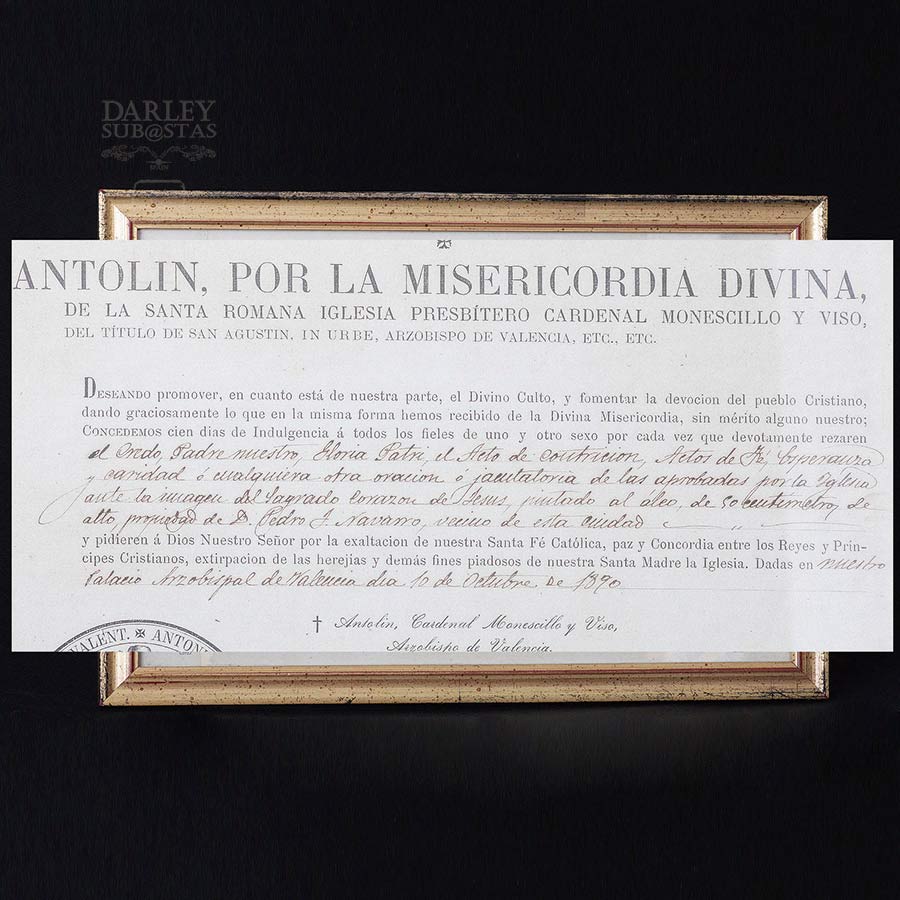 DARLEY
SUB@STAS
SPAIN
ANTOLIN, POR LA MISERICORDIA DIVINA,
DE LA SANTA ROMANA IGLESIA PRESBÍTERO CARDENAL MONESCILLO Y VISO,
DEL TÍTULO DE SAN AGUSTIN, IN URBE, ARZOBISPO DE VALENCIA, ETC., ETC.
DESEANDO promover, en cuanto está de nuestra parte, el Divino Culto, y fomentar la devocion del pueblo Cristiano,
dando graciosamente lo que en la misma forma hemos recibido de la Divina Misericordia, sin mérito alguno nuestro;
CONCEDEMOS cien dias de Indulgencia á todos los fieles de uno y otro sexo por cada vez que devotamente rezaren
el Credo, Padre nuestro, Gloria Patri, el Acto de contricion, Actos de Fé, Esperanza
y caridad ó cualquiera otra oracion ó jaculatoria de las aprobadas por la Iglesia
ante la imagen del Sagrado Corazon de Jesus, pintado al oleo, de 50 centimetros de
alto, propiedad de D. Pedro J. Navarro, vecino de esta ciudad
y pidieren á Dios Nuestro Señor por la exaltacion de nuestra Santa Fé Católica, paz y Concordia entre los Reyes y Prín-
cipes Cristianos, extirpacion de las herejías y demás fines piadosos de nuestra Santa Madre la Iglesia. Dadas en nuestro
Palacio Arzobispal de Valencia dia 10 de Octubre de 1890
† Antolin, Cardenal Monescillo y Viso,
Arzobispo de Valencia.
VALENT. ✠ ANTONI